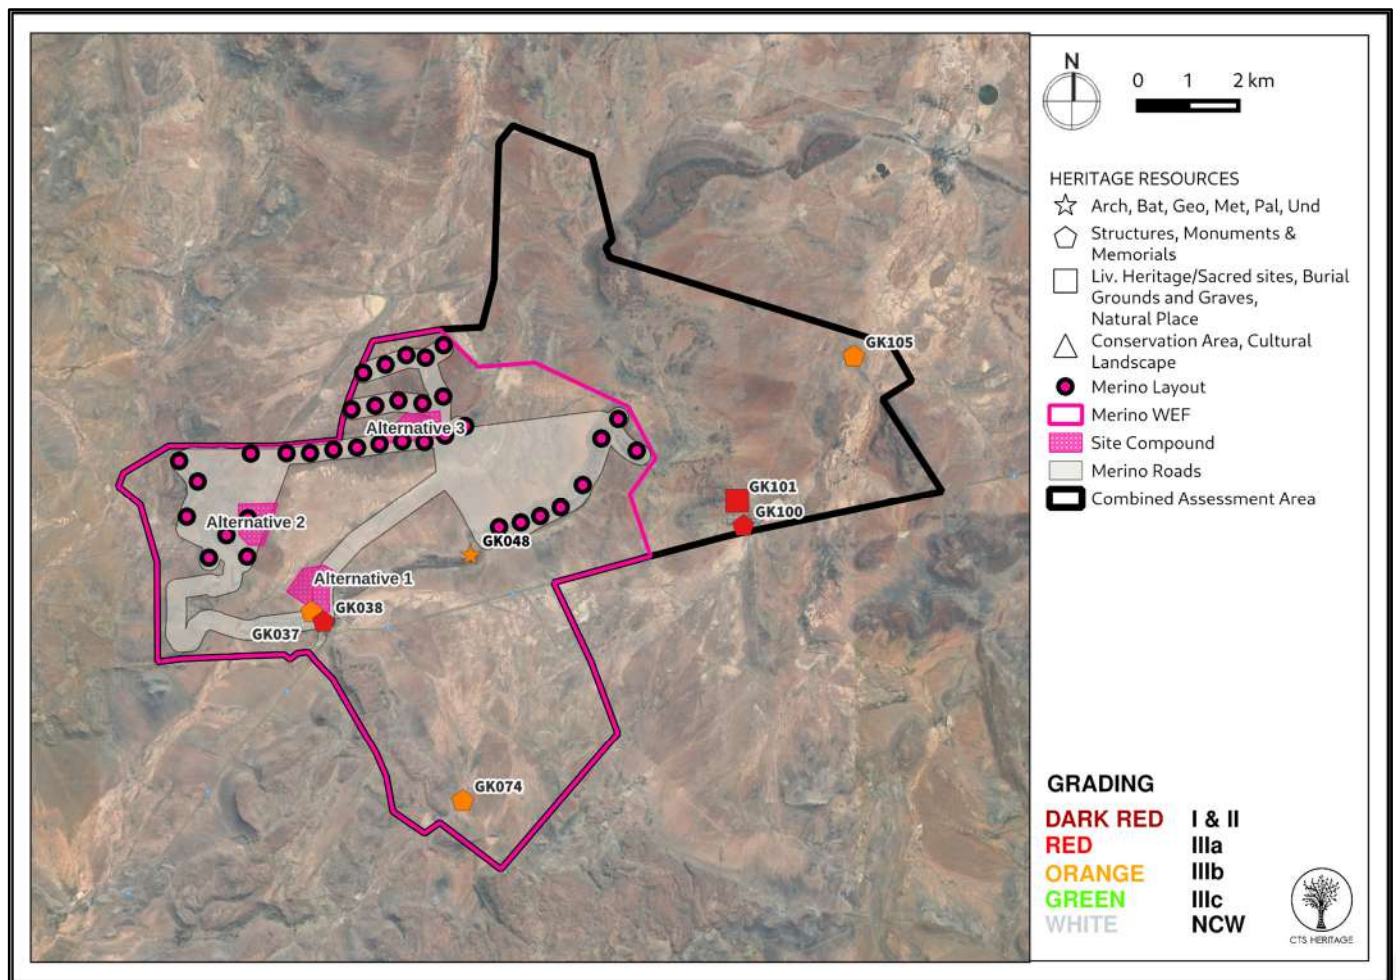 N
0 1 2 km
HERITAGE RESOURCES
Arch, Bat, Geo, Met, Pal, Und
Structures, Monuments &
Memorials
Liv. Heritage/Sacred sites, Burial
Grounds and Graves,
Natural Place
Conservation Area, Cultural
Landscape
Merino Layout
Merino WEF
Site Compound
Merino Roads
Combined Assessment Area
GK105
Alternative 3
GK101
GK100
Alternative 2
GK048
Alternative 1
GK038
GK037
GK074
GRADING
DARK RED I & II
RED IIIa
ORANGE IIIb
GREEN IIIc
WHITE NCW
CTS HERITAGE